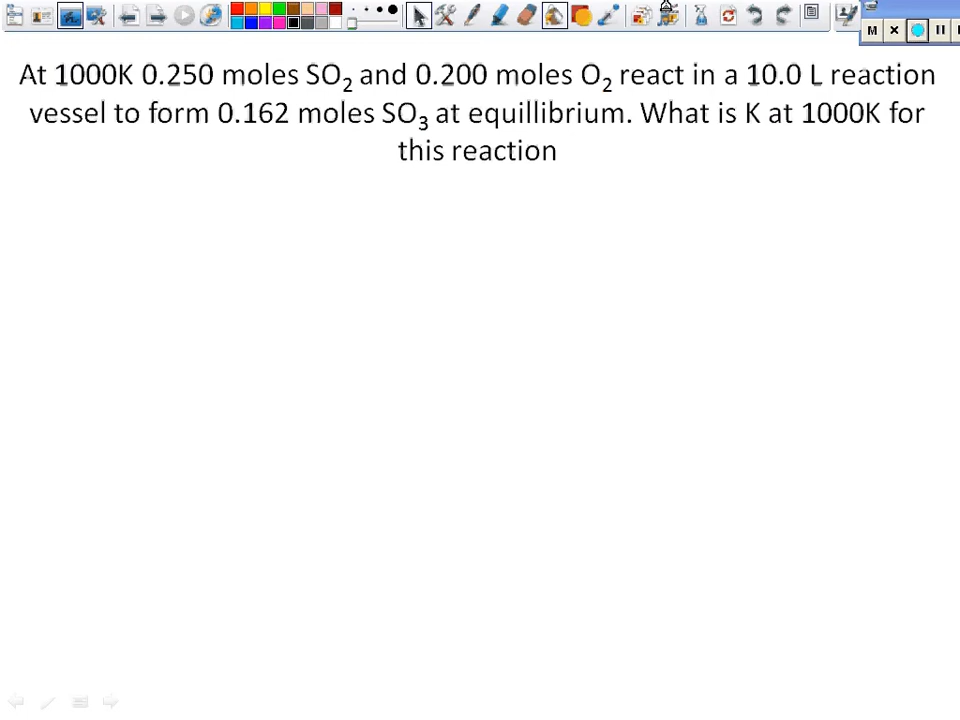 M
At 1000K 0.250 moles SO₂ and 0.200 moles O₂ react in a 10.0 L reaction
vessel to form 0.162 moles SO₃ at equillibrium. What is K at 1000K for
this reaction